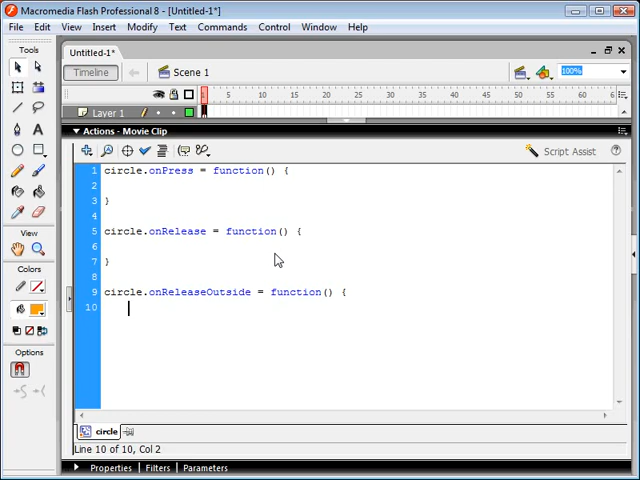 Macromedia Flash Professional 8 - [Untitled-1*]
File Edit View Insert Modify Text Commands Control Window Help
Tools
Untitled-1*
Timeline
Scene 1
100%
1 5 10 15 20 25 30 35 40 45 50 55 60 65
Layer 1
Actions - Movie Clip
Script Assist
1 circle.onPress = function() {
2
3 }
4
5 circle.onRelease = function() {
6
7 }
8
9 circle.onReleaseOutside = function() {
10
View
Colors
Options
circle
Line 10 of 10, Col 2
Properties Filters Parameters